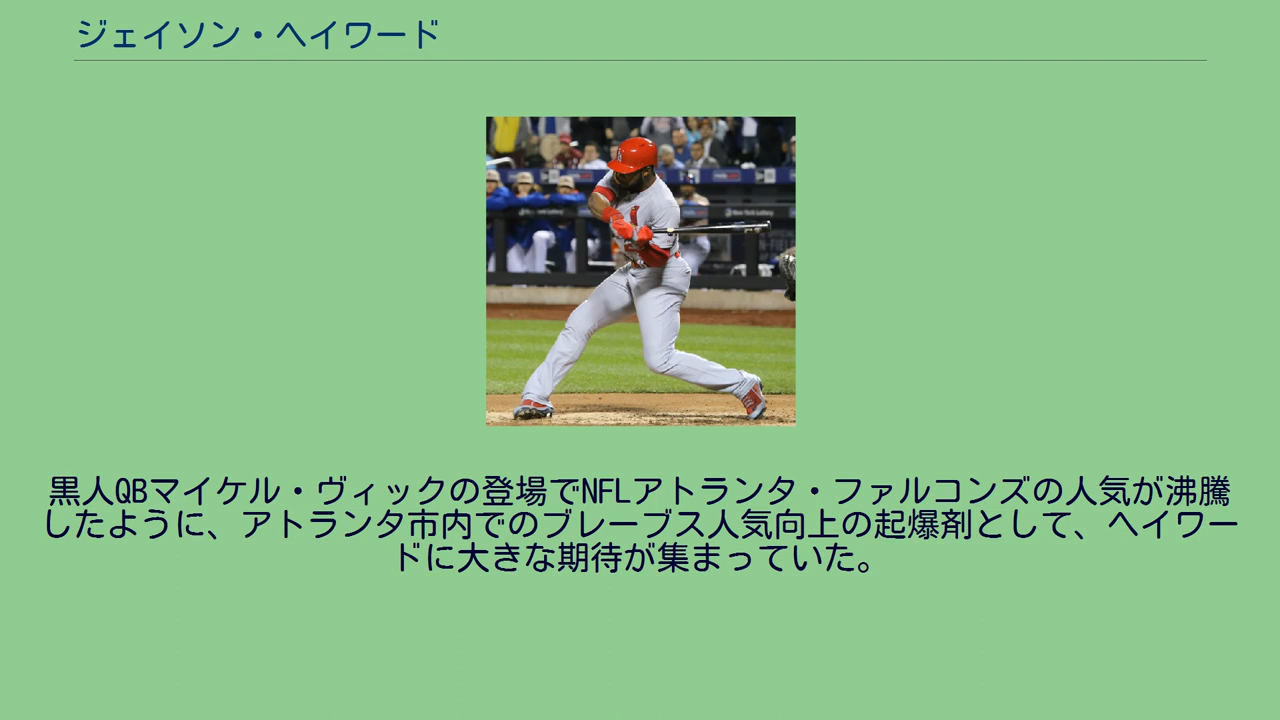 ジェイソン・ヘイワード
New York Lottery
黒人QBマイケル・ヴィックの登場でNFLアトランタ・ファルコンズの人気が沸騰
したように、アトランタ市内でのブレーブス人気向上の起爆剤として、ヘイワー
ドに大きな期待が集まっていた。